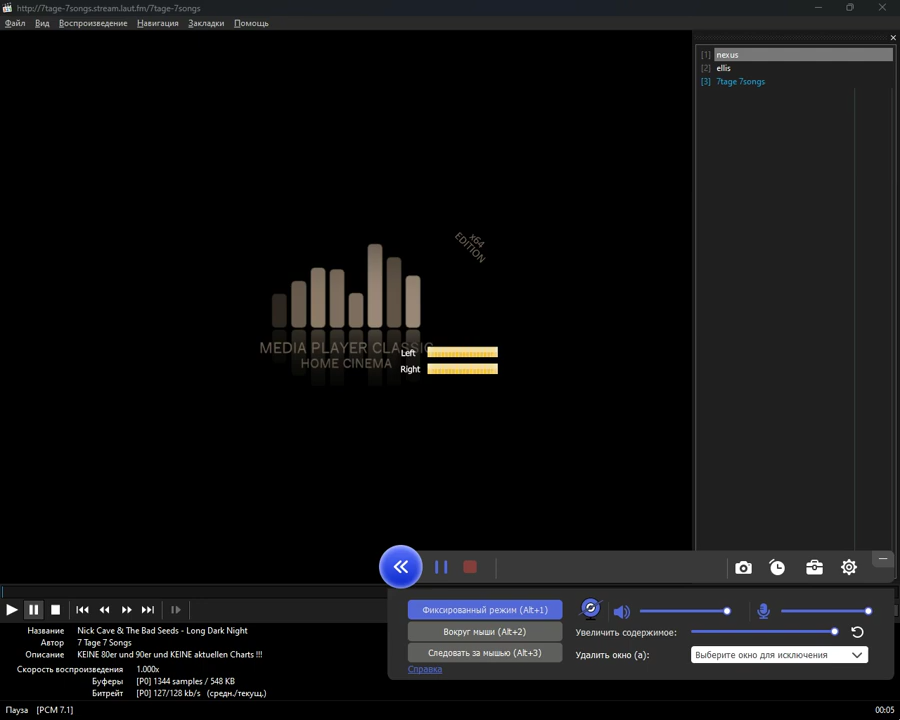 http://7tage-7songs.stream.laut.fm/7tage-7songs
Файл Вид Воспроизведение Навигация Закладки Помощь
[1] nexus
[2] ellis
[3] 7tage 7songs
x64
EDITION
MEDIA PLAYER CLASSIC
HOME CINEMA
Left
Right
Фиксированный режим (Alt+1)
Вокруг мыши (Alt+2)
Следовать за мышью (Alt+3)
Справка
Увеличить содержимое:
Удалить окно (а): Выберите окно для исключения
Название Nick Cave & The Bad Seeds - Long Dark Night
Автор 7 Tage 7 Songs
Описание KEINE 80er und 90er und KEINE aktuellen Charts !!!
Скорость воспроизведения 1.000x
Буферы [P0] 1344 samples / 548 KB
Битрейт [P0] 127/128 kb/s (средн./текущ.)
Пауза [PCM 7.1] 00:05